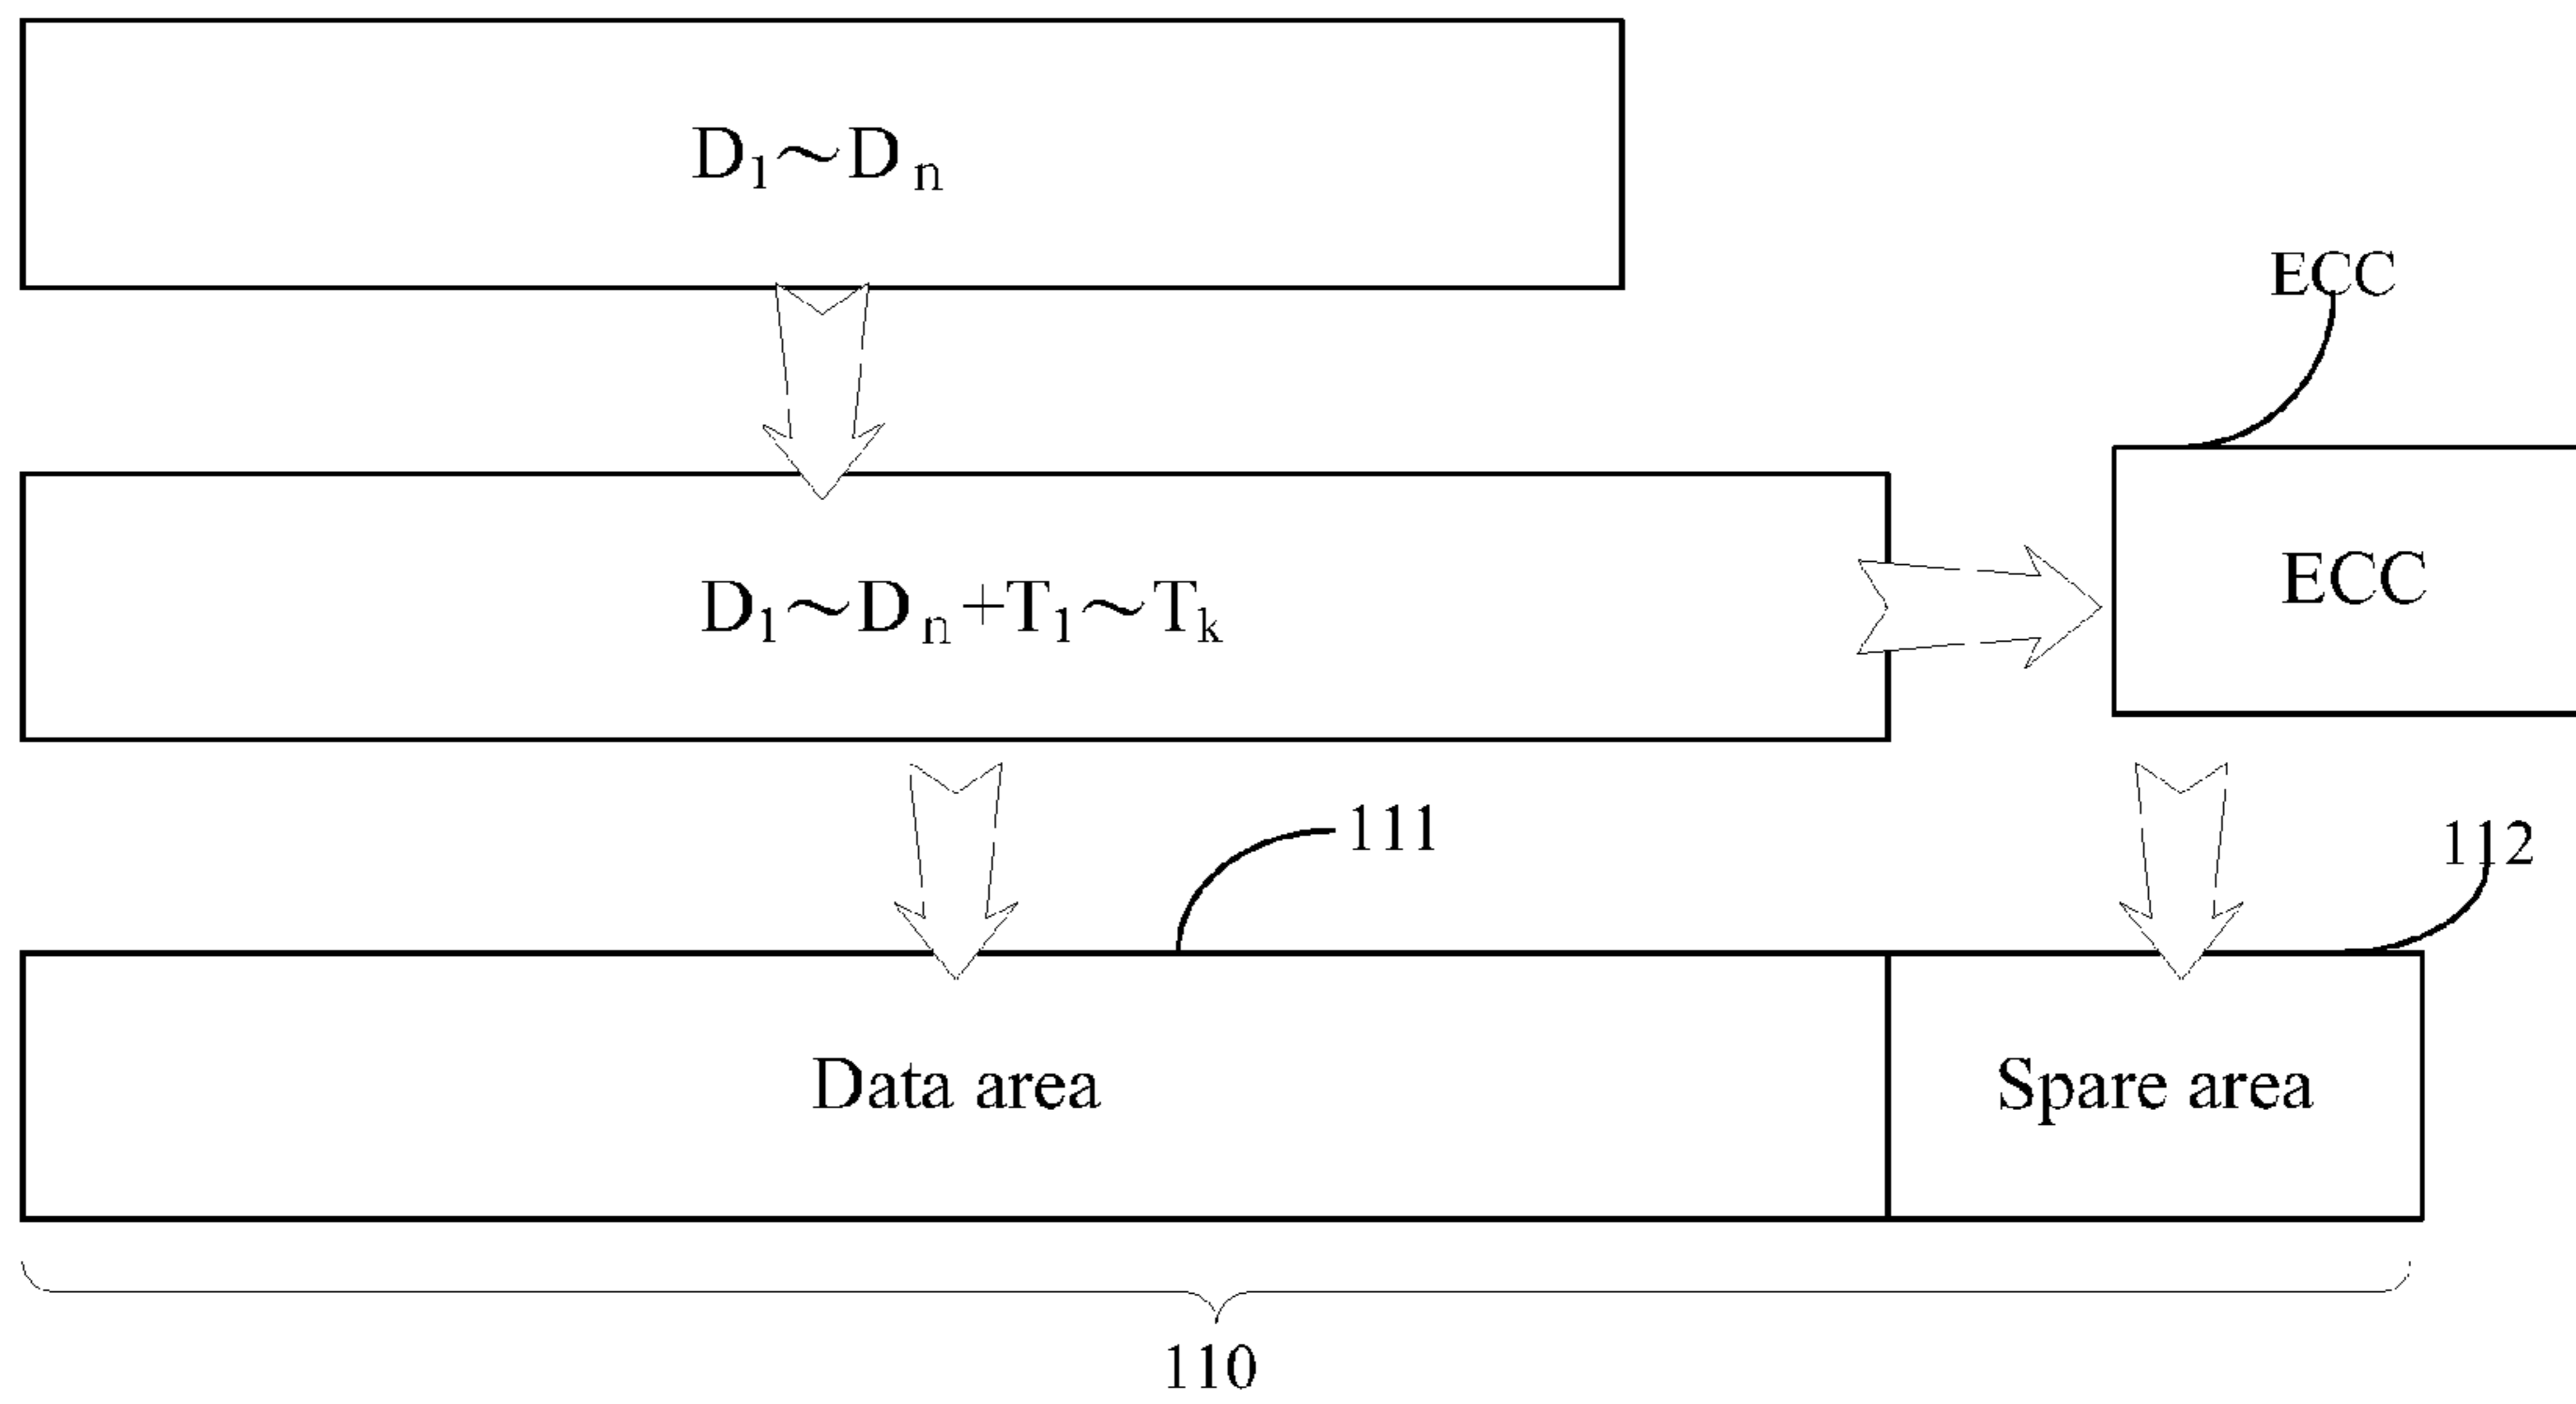 D₁~Dₙ
ECC
D₁~Dₙ+T₁~Tₖ
ECC
111
112
Data area
Spare area
110